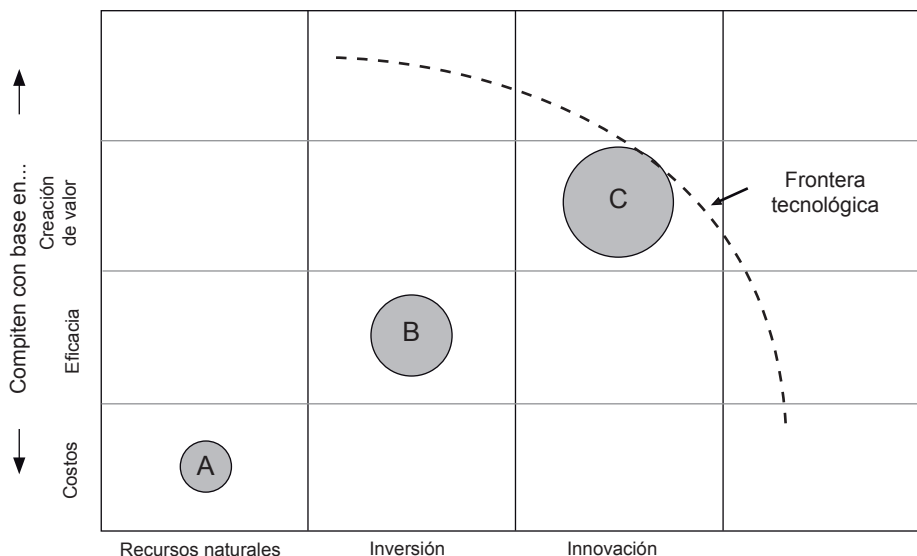 Compiten con base en...
Creación
de valor
Eficacia
Costos
C
B
A
Frontera
tecnológica
Recursos naturales
Inversión
Innovación